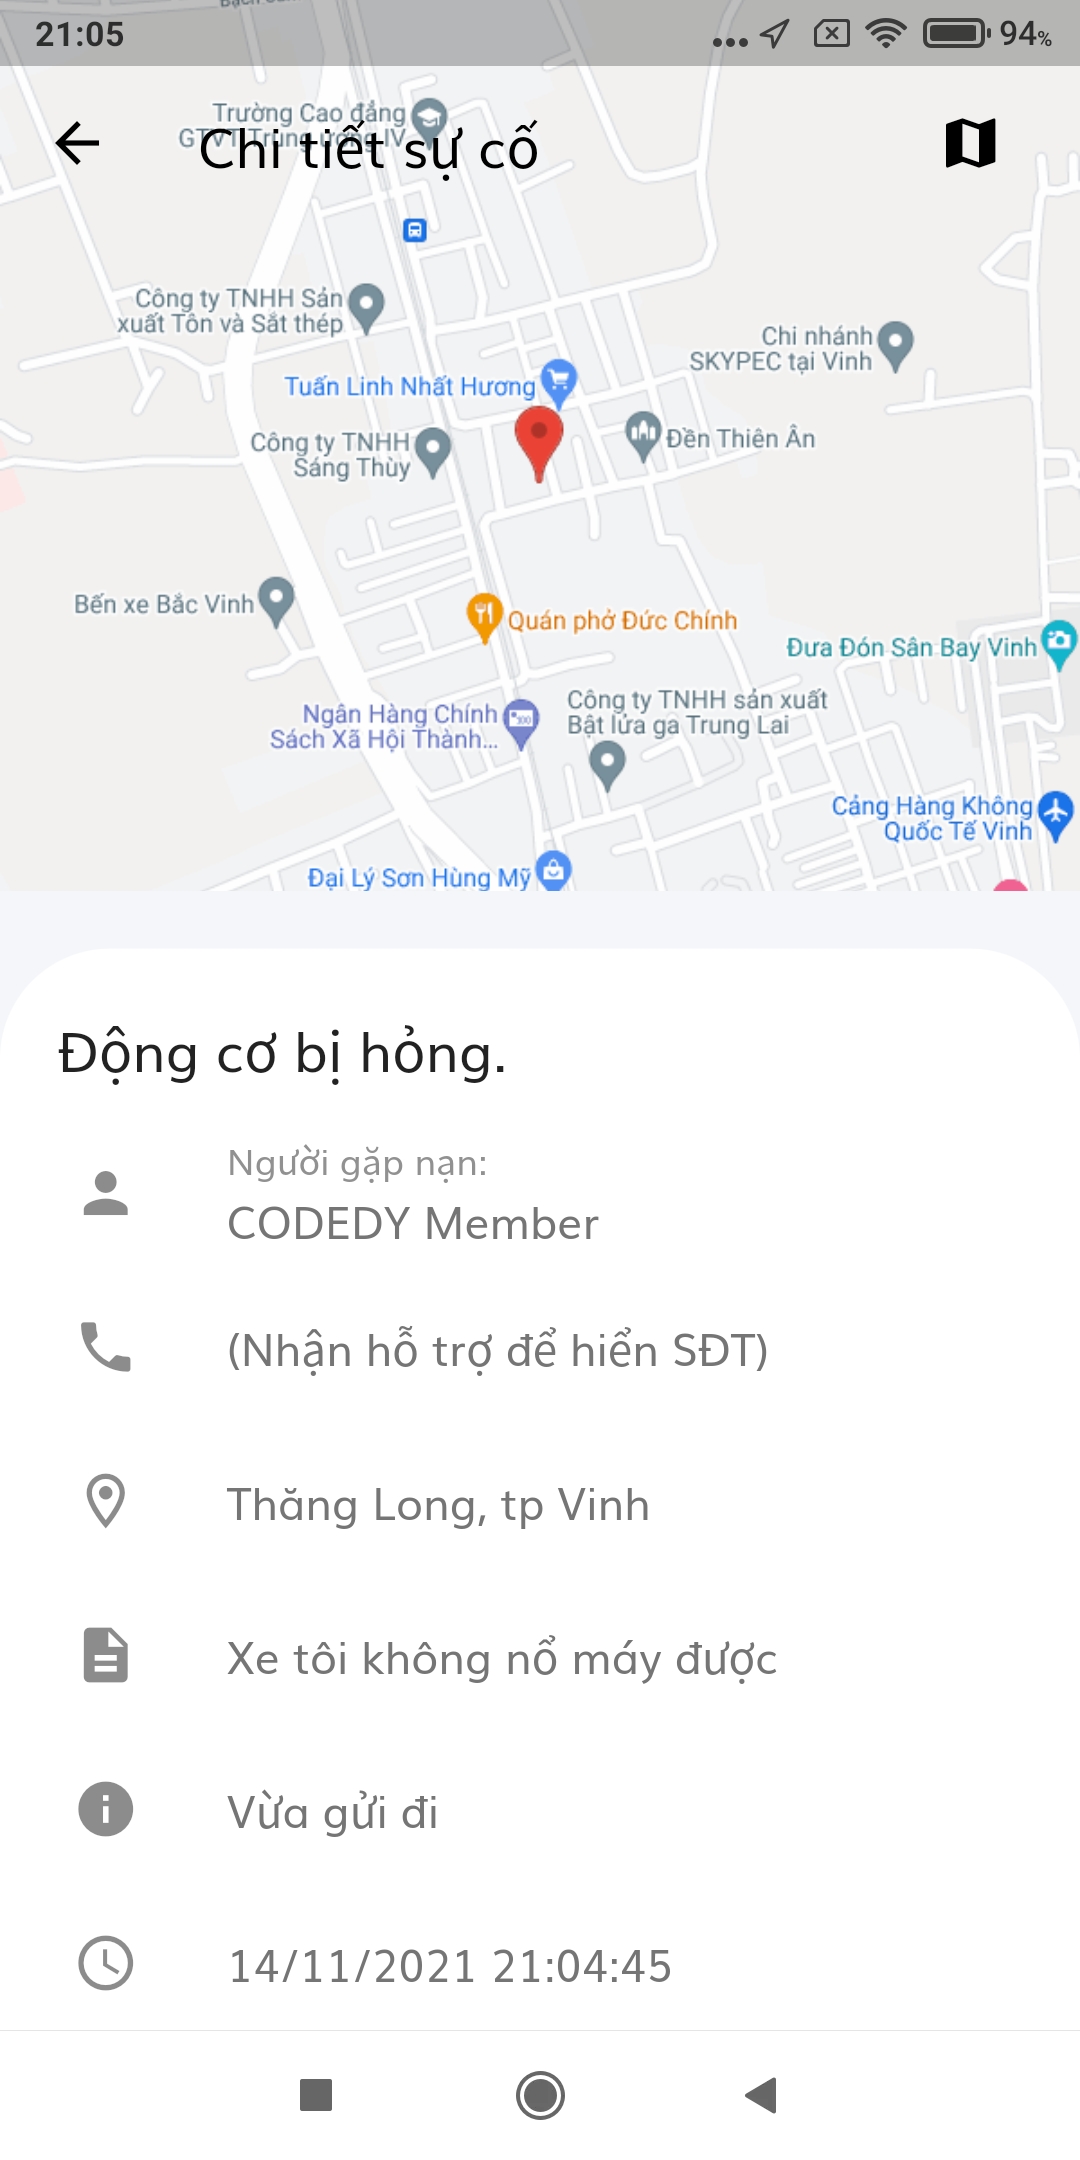 21:05
94%
Trường Cao đẳng
GTVT Trung ương IV
Chi tiết sự cố
Công ty TNHH Sản
xuất Tôn và Sắt thép
Chi nhánh
SKYPEC tại Vinh
Tuấn Linh Nhất Hương
Công ty TNHH
Sáng Thùy
Đền Thiên Ân
Bến xe Bắc Vinh
Quán phở Đức Chính
Đưa Đón Sân Bay Vinh
Ngân Hàng Chính
Sách Xã Hội Thành...
Công ty TNHH sản xuất
Bật lửa ga Trung Lai
Cảng Hàng Không
Quốc Tế Vinh
Đại Lý Sơn Hùng Mỹ
Động cơ bị hỏng.
Người gặp nạn:
CODEDY Member
(Nhận hỗ trợ để hiển SĐT)
Thăng Long, tp Vinh
Xe tôi không nổ máy được
Vừa gửi đi
14/11/2021 21:04:45